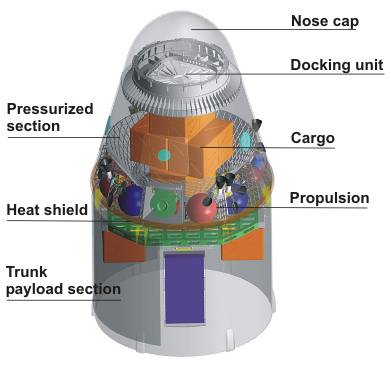 Nose cap
Docking unit
Pressurized
section
Cargo
Propulsion
Heat shield
Trunk
payload section